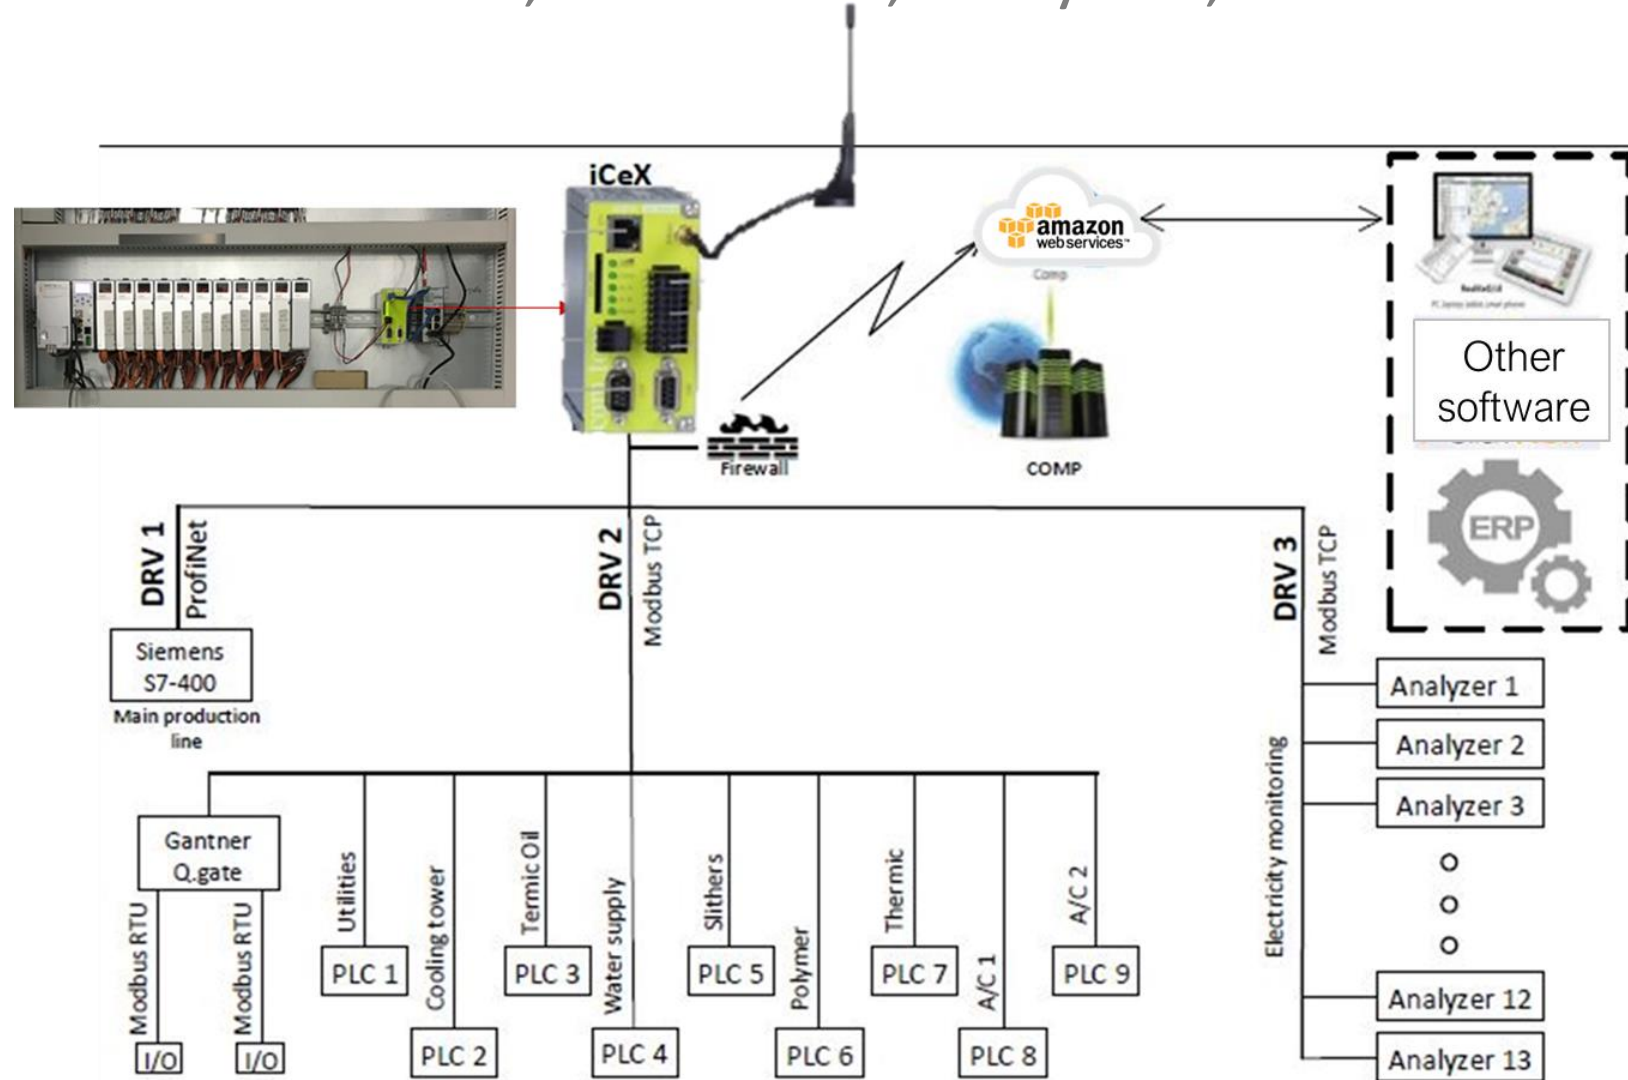 iCeX
amazon
web services™
Comp
Other
software
Firewall
COMP
ERP
DRV 1
ProfiNet
DRV 2
Modbus TCP
DRV 3
Modbus TCP
Siemens
S7-400
Main production
line
Electricity monitoring
Analyzer 1
Analyzer 2
Analyzer 3
Analyzer 12
Analyzer 13
Gantner
Q.gate
Modbus RTU
Modbus RTU
I/O
I/O
Utilities
PLC 1
Cooling tower
PLC 2
Termic Oil
PLC 3
Water supply
PLC 4
Slithers
PLC 5
Polymer
PLC 6
Thermic
PLC 7
A/C 1
PLC 8
A/C 2
PLC 9